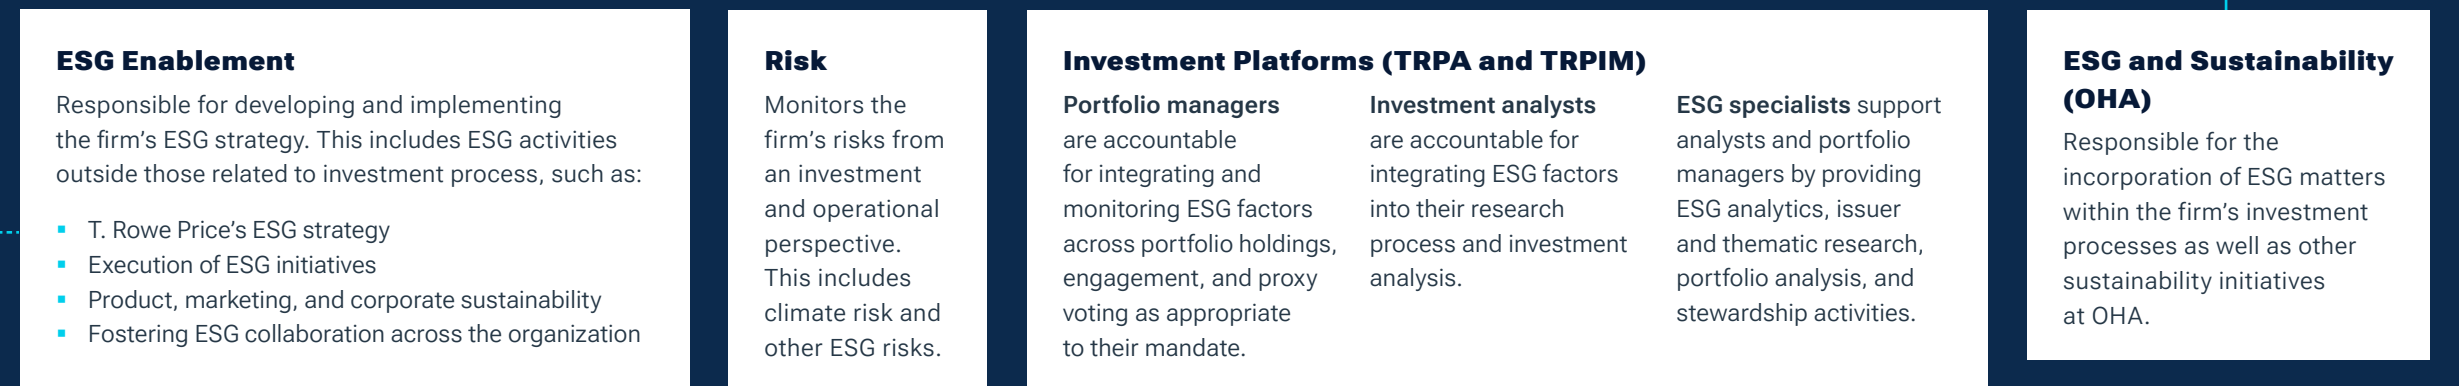 ESG Enablement
Responsible for developing and implementing
the firm’s ESG strategy. This includes ESG activities
outside those related to investment process, such as:
▪ T. Rowe Price’s ESG strategy
▪ Execution of ESG initiatives
▪ Product, marketing, and corporate sustainability
▪ Fostering ESG collaboration across the organization
Risk
Monitors the
firm’s risks from
an investment
and operational
perspective.
This includes
climate risk and
other ESG risks.
Investment Platforms (TRPA and TRPIM)
Portfolio managers
are accountable
for integrating and
monitoring ESG factors
across portfolio holdings,
engagement, and proxy
voting as appropriate
to their mandate.
Investment analysts
are accountable for
integrating ESG factors
into their research
process and investment
analysis.
ESG specialists support
analysts and portfolio
managers by providing
ESG analytics, issuer
and thematic research,
portfolio analysis, and
stewardship activities.
ESG and Sustainability
(OHA)
Responsible for the
incorporation of ESG matters
within the firm’s investment
processes as well as other
sustainability initiatives
at OHA.